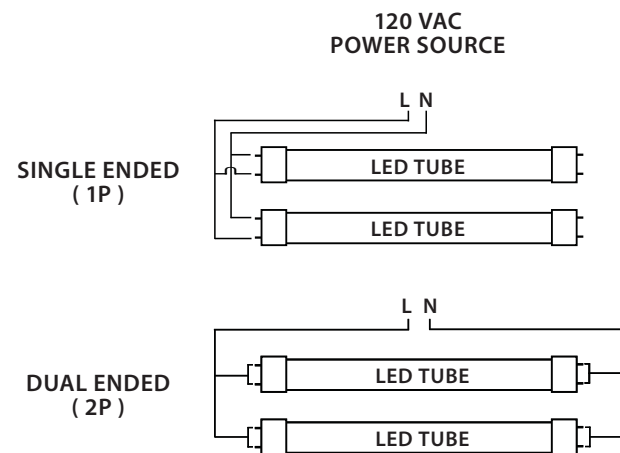 120 VAC
POWER SOURCE
L N
SINGLE ENDED
( 1P )
LED TUBE
LED TUBE
L N
DUAL ENDED
( 2P )
LED TUBE
LED TUBE